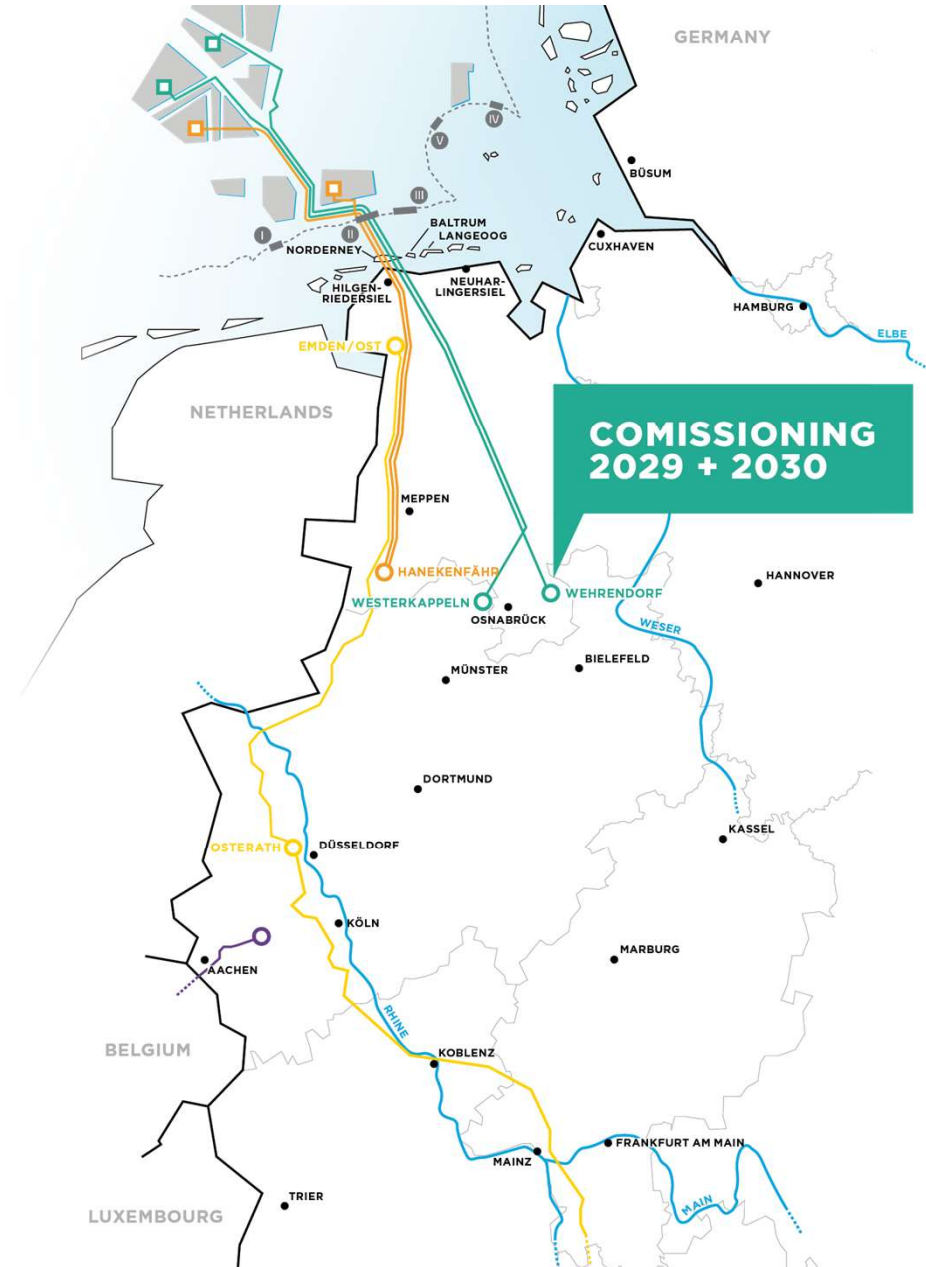 GERMANY
IV
V
BÜSUM
III
BALTRUM
LANGEOOG
I
II
CUXHAVEN
NORDERNEY
HILGEN-
RIEDERSIEL
NEUHAR-
LINGERSIEL
HAMBURG
ELBE
EMDEN/OST
NETHERLANDS
COMISSIONING
2029 + 2030
MEPPEN
HANEKENFÄHR
HANNOVER
WESTERKAPPELN
WEHRENDORF
OSNABRÜCK
WESER
MÜNSTER
BIELEFELD
DORTMUND
KASSEL
OSTERATH
DÜSSELDORF
KÖLN
MARBURG
AACHEN
RHINE
BELGIUM
KOBLENZ
FRANKFURT AM MAIN
MAINZ
MAIN
TRIER
LUXEMBOURG